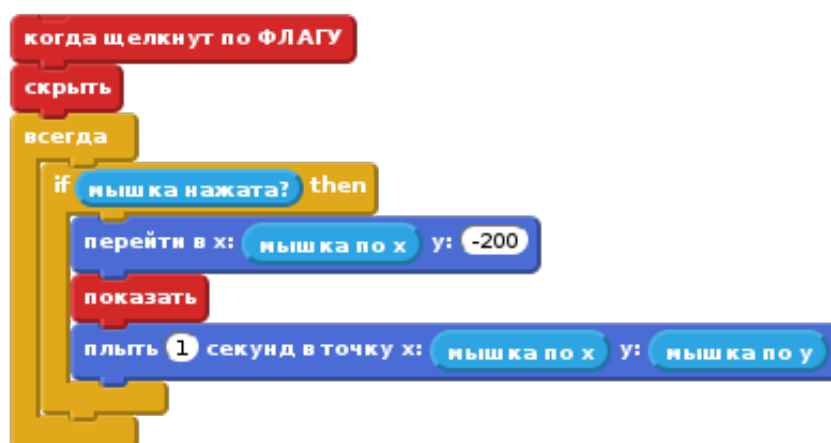 когда щелкнут по ФЛАГУ
скрыть
всегда
if мышка нажата? then
перейти в x: мышка по x y: -200
показать
плыть 1 секунд в точку x: мышка по x y: мышка по y